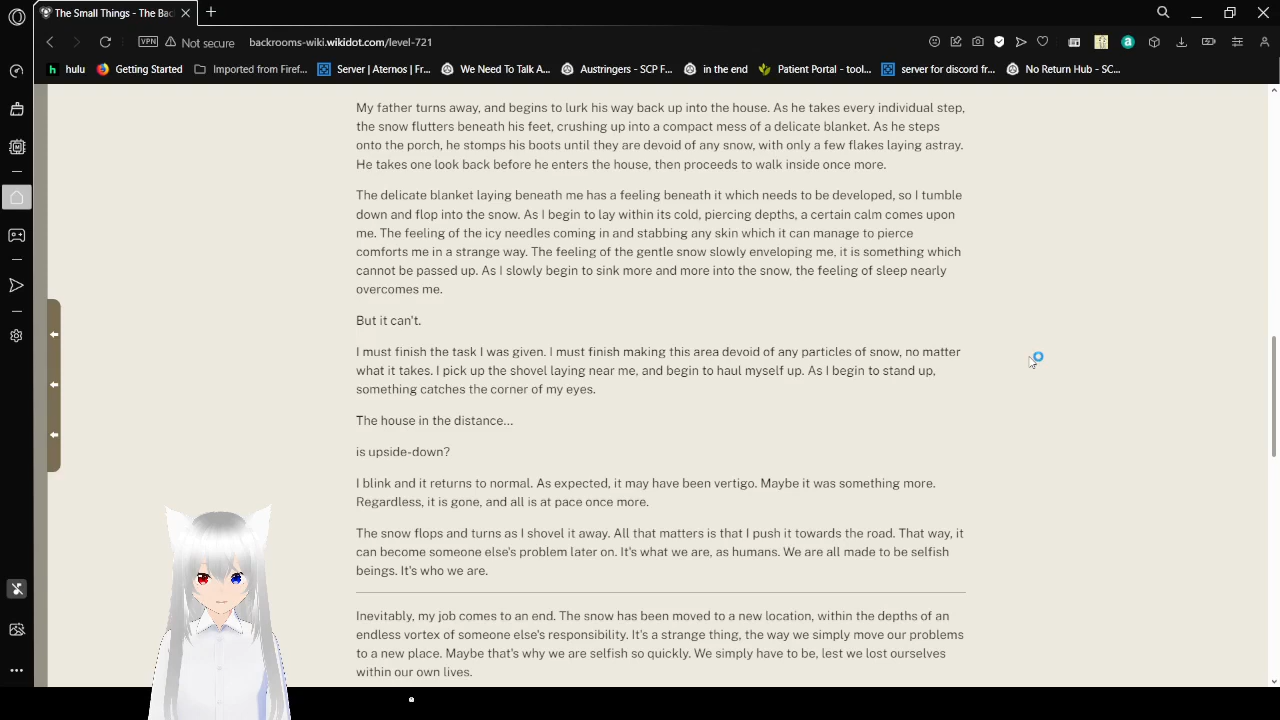 The Small Things - The Bac
VPN
Not secure
backrooms-wiki.wikidot.com/level-721
hulu
Getting Started
Imported from Firef...
Server | Aternos | Fr...
We Need To Talk A...
Austringers - SCP F...
in the end
Patient Portal - tool...
server for discord fr...
No Return Hub - SC...
My father turns away, and begins to lurk his way back up into the house. As he takes every individual step,
the snow flutters beneath his feet, crushing up into a compact mess of a delicate blanket. As he steps
onto the porch, he stomps his boots until they are devoid of any snow, with only a few flakes laying astray.
He takes one look back before he enters the house, then proceeds to walk inside once more.
The delicate blanket laying beneath me has a feeling beneath it which needs to be developed, so I tumble
down and flop into the snow. As I begin to lay within its cold, piercing depths, a certain calm comes upon
me. The feeling of the icy needles coming in and stabbing any skin which it can manage to pierce
comforts me in a strange way. The feeling of the gentle snow slowly enveloping me, it is something which
cannot be passed up. As I slowly begin to sink more and more into the snow, the feeling of sleep nearly
overcomes me.
But it can't.
I must finish the task I was given. I must finish making this area devoid of any particles of snow, no matter
what it takes. I pick up the shovel laying near me, and begin to haul myself up. As I begin to stand up,
something catches the corner of my eyes.
The house in the distance...
is upside-down?
I blink and it returns to normal. As expected, it may have been vertigo. Maybe it was something more.
Regardless, it is gone, and all is at pace once more.
The snow flops and turns as I shovel it away. All that matters is that I push it towards the road. That way, it
can become someone else's problem later on. It's what we are, as humans. We are all made to be selfish
beings. It's who we are.
Inevitably, my job comes to an end. The snow has been moved to a new location, within the depths of an
endless vortex of someone else's responsibility. It's a strange thing, the way we simply move our problems
to a new place. Maybe that's why we are selfish so quickly. We simply have to be, lest we lost ourselves
within our own lives.